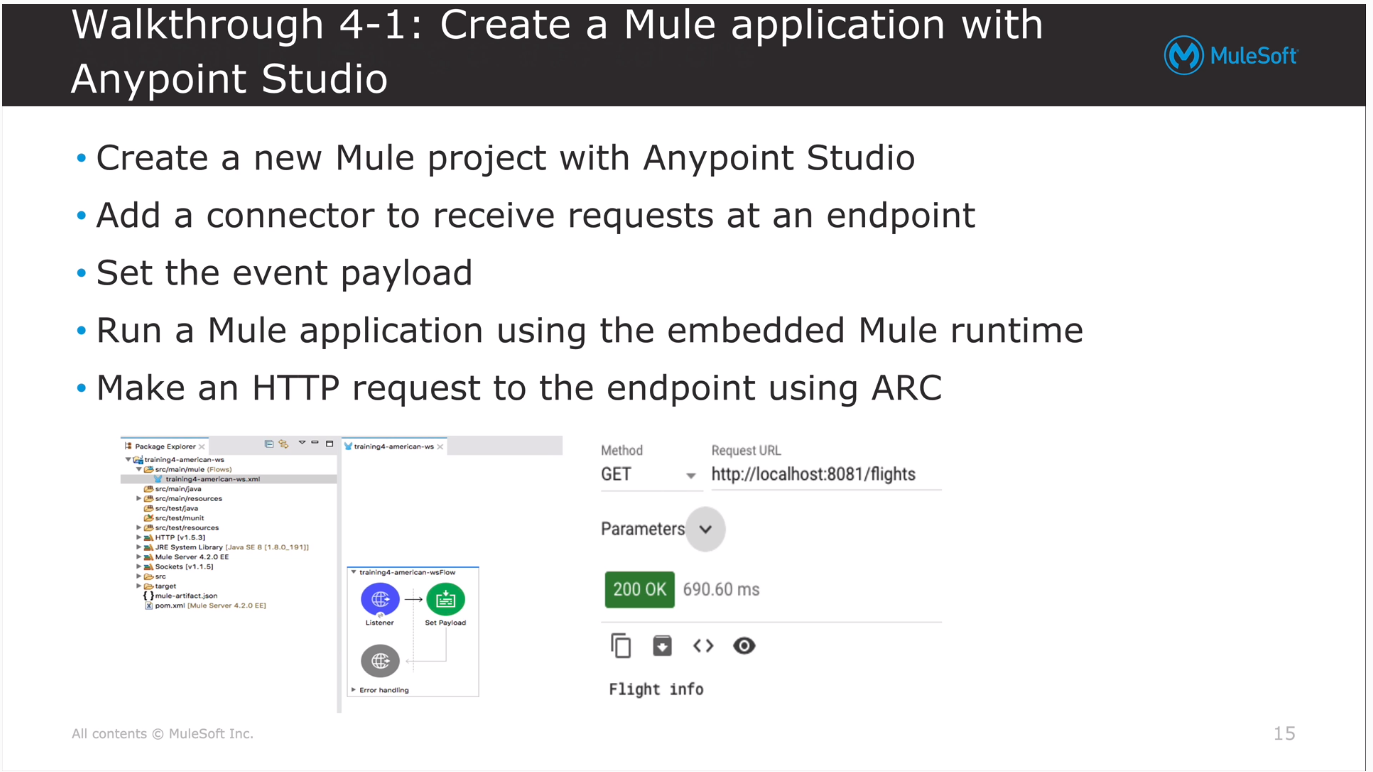 Walkthrough 4-1: Create a Mule application with
Anypoint Studio
MuleSoft
• Create a new Mule project with Anypoint Studio
• Add a connector to receive requests at an endpoint
• Set the event payload
• Run a Mule application using the embedded Mule runtime
• Make an HTTP request to the endpoint using ARC
Package Explorer
training4-american-ws
src/main/mule (Flows)
training4-american-ws.xml
src/main/java
src/main/resources
src/test/java
src/test/munit
src/test/resources
HTTP [v1.5.3]
JRE System Library [Java SE 8 [1.8.0_191]]
Mule Server 4.2.0 EE
Sockets [v1.1.5]
src
target
mule-artifact.json
pom.xml [Mule Server 4.2.0 EE]
training4-american-ws
training4-american-wsFlow
Listener
Set Payload
Error handling
Method
GET
Request URL
http://localhost:8081/flights
Parameters
200 OK 690.60 ms
Flight info
All contents © MuleSoft Inc.
15